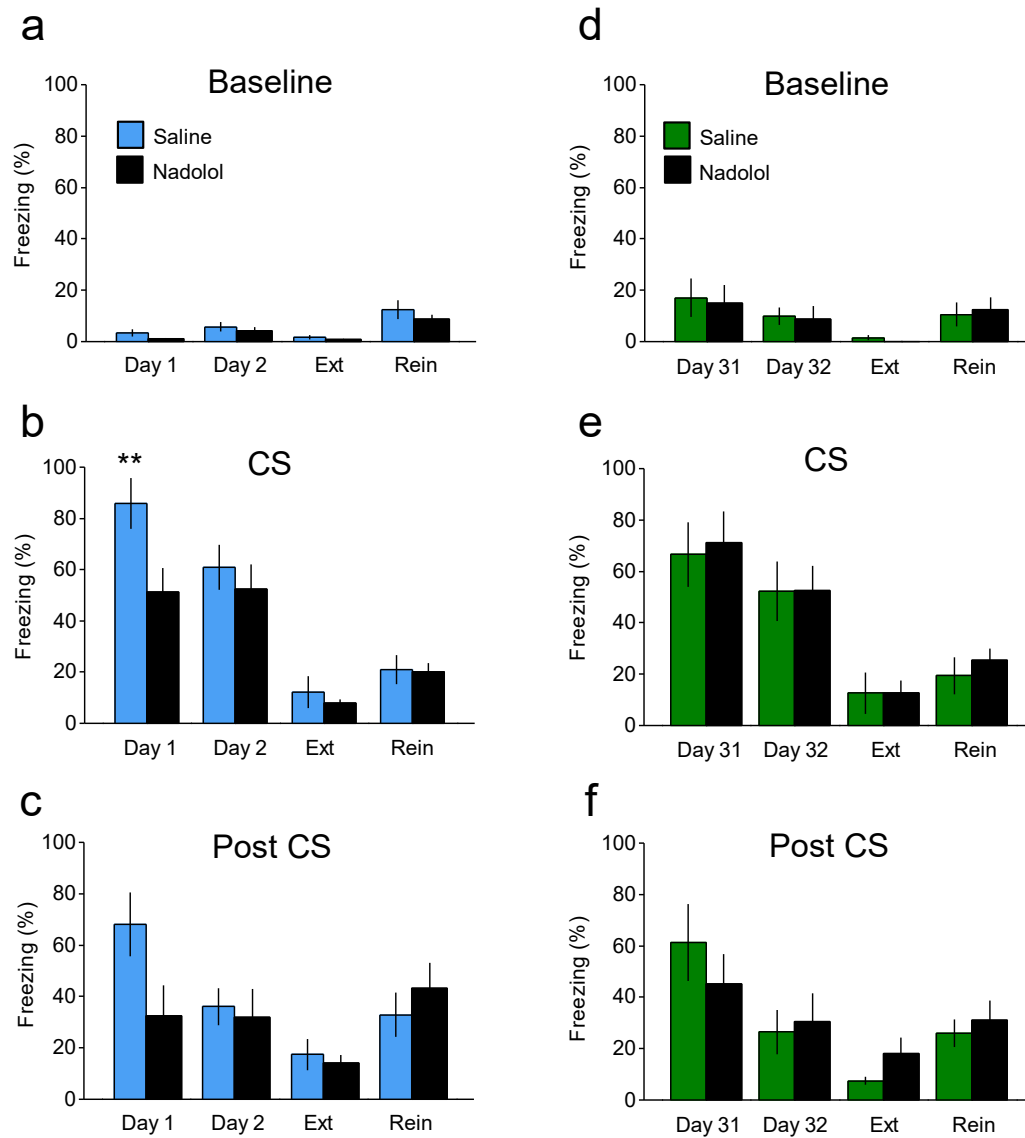 a
Baseline
100
80
60
40
20
0
Freezing (%)
Saline
Nadolol
Day 1 Day 2 Ext Rein
b
CS
**
100
80
60
40
20
0
Freezing (%)
Day 1 Day 2 Ext Rein
c
Post CS
100
80
60
40
20
0
Freezing (%)
Day 1 Day 2 Ext Rein
d
Baseline
100
80
60
40
20
0
Freezing (%)
Saline
Nadolol
Day 31 Day 32 Ext Rein
e
CS
100
80
60
40
20
0
Freezing (%)
Day 31 Day 32 Ext Rein
f
Post CS
100
80
60
40
20
0
Freezing (%)
Day 31 Day 32 Ext Rein